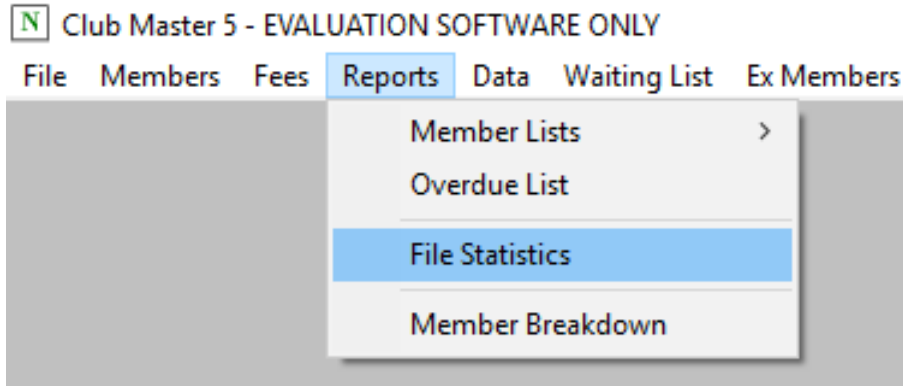 N Club Master 5 - EVALUATION SOFTWARE ONLY
File Members Fees Reports Data Waiting List Ex Members
Member Lists >
Overdue List
File Statistics
Member Breakdown